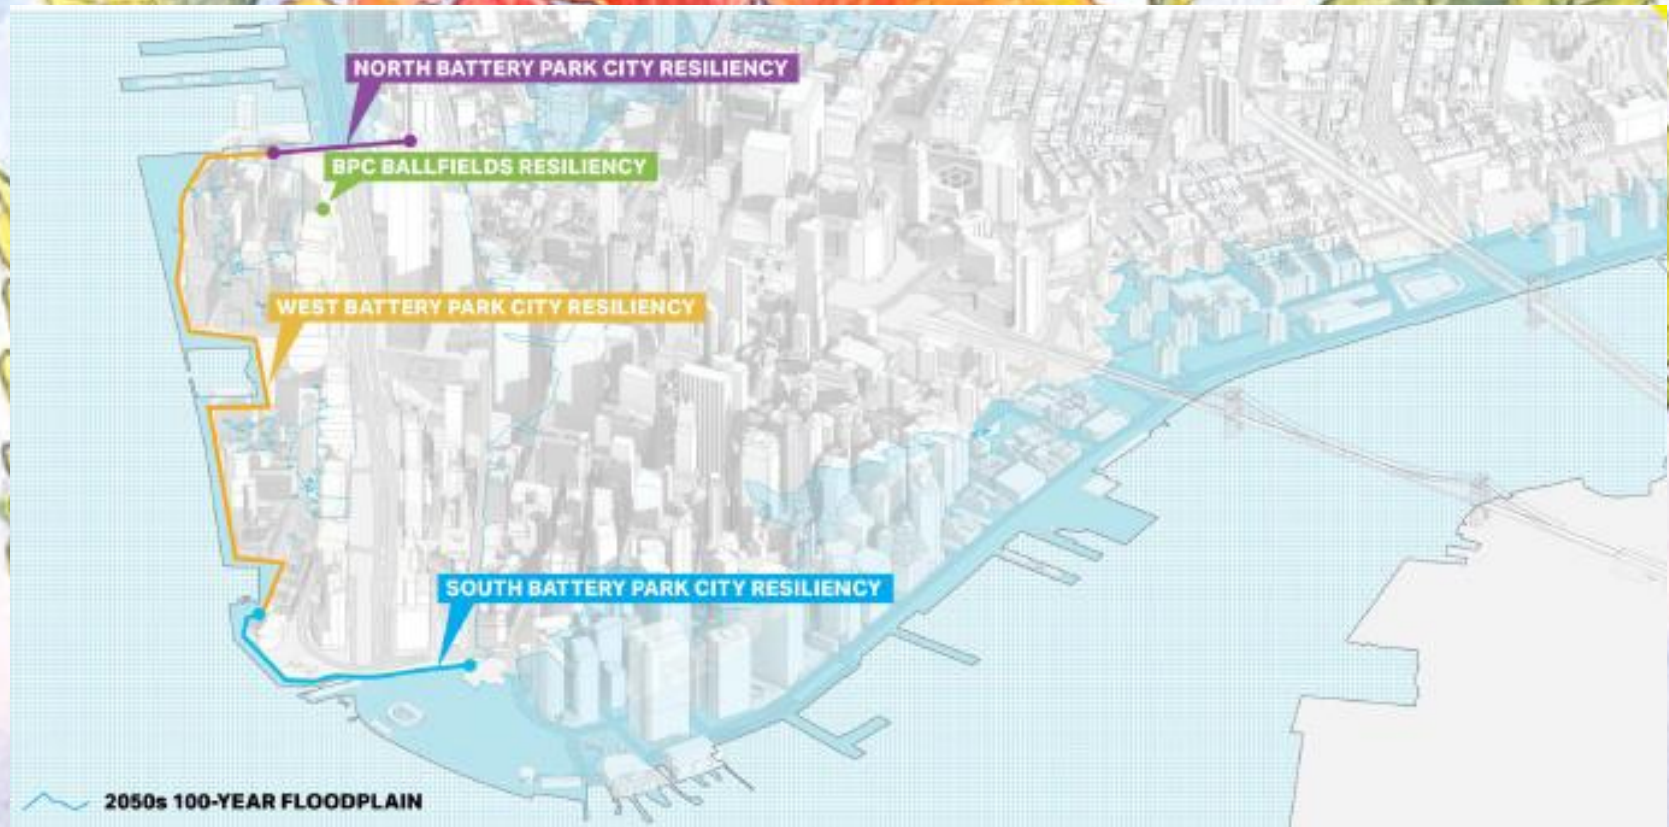 NORTH BATTERY PARK CITY RESILIENCY
BPC BALLFIELDS RESILIENCY
WEST BATTERY PARK CITY RESILIENCY
SOUTH BATTERY PARK CITY RESILIENCY
2050s 100-YEAR FLOODPLAIN